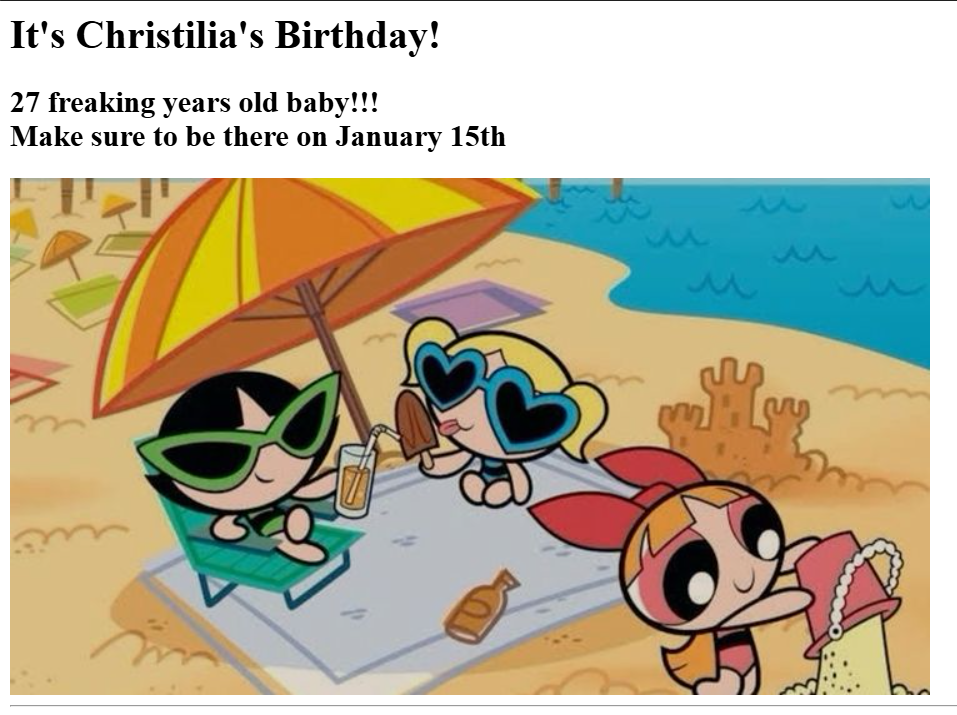 It's Christilia's Birthday!
27 freaking years old baby!!!
Make sure to be there on January 15th